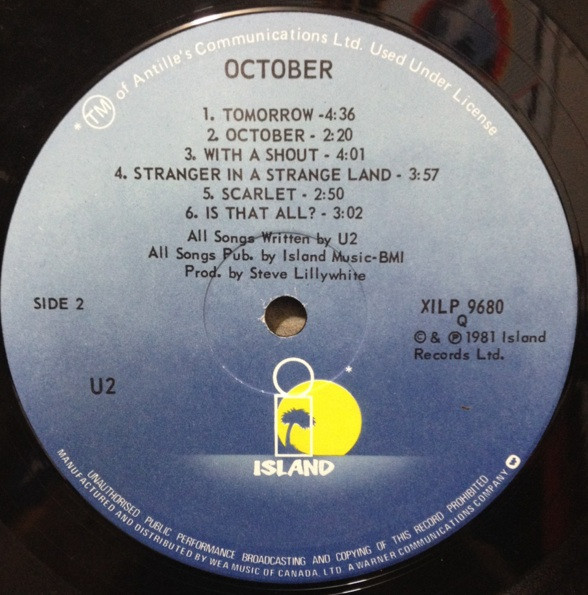 * TM of Antille's Communications Ltd. Used Under License
OCTOBER
1. TOMORROW -4:36
2. OCTOBER - 2:20
3. WITH A SHOUT - 4:01
4. STRANGER IN A STRANGE LAND - 3:57
5. SCARLET - 2:50
6. IS THAT ALL? - 3:02
All Songs Written by U2
All Songs Pub. by Island Music-BMI
Prod. by Steve Lillywhite
SIDE 2
XILP 9680
Q
© & ℗ 1981 Island
Records Ltd.
U2
*
ISLAND
UNAUTHORISED PUBLIC PERFORMANCE BROADCASTING AND COPYING OF THIS RECORD PROHIBITED
MANUFACTURED AND DISTRIBUTED BY WEA MUSIC OF CANADA, LTD. A WARNER COMMUNICATIONS COMPANY